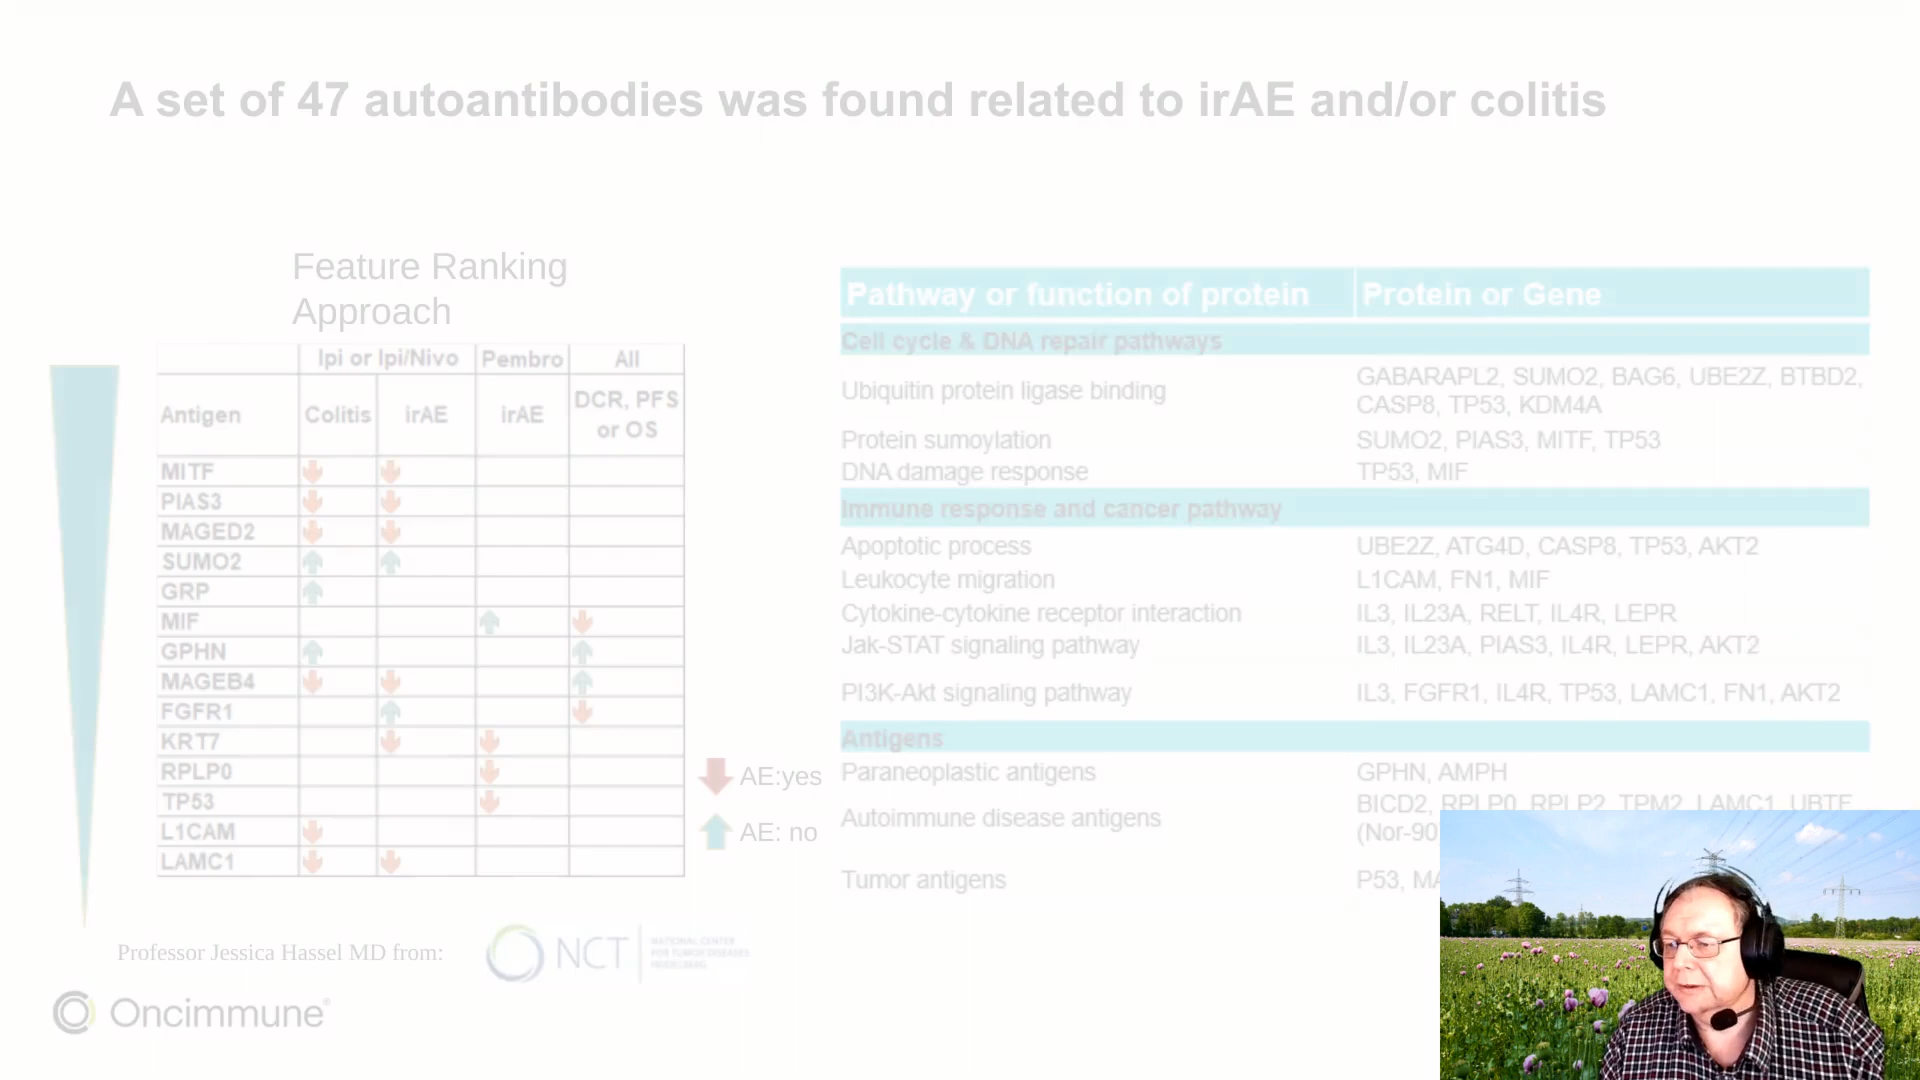 A set of 47 autoantibodies was found related to irAE and/or colitis
Feature Ranking
Approach
Ipi or Ipi/Nivo Pembro All
Antigen Colitis irAE irAE DCR, PFS
or OS
MITF
PIAS3
MAGED2
SUMO2
GRP
MIF
GPHN
MAGEB4
FGFR1
KRT7
RPLP0
TP53
L1CAM
LAMC1
AE:yes
AE: no
Pathway or function of protein Protein or Gene
Cell cycle & DNA repair pathways
Ubiquitin protein ligase binding GABARAPL2, SUMO2, BAG6, UBE2Z, BTBD2,
CASP8, TP53, KDM4A
Protein sumoylation SUMO2, PIAS3, MITF, TP53
DNA damage response TP53, MIF
Immune response and cancer pathway
Apoptotic process UBE2Z, ATG4D, CASP8, TP53, AKT2
Leukocyte migration L1CAM, FN1, MIF
Cytokine-cytokine receptor interaction IL3, IL23A, RELT, IL4R, LEPR
Jak-STAT signaling pathway IL3, IL23A, PIAS3, IL4R, LEPR, AKT2
PI3K-Akt signaling pathway IL3, FGFR1, IL4R, TP53, LAMC1, FN1, AKT2
Antigens
Paraneoplastic antigens GPHN, AMPH
Autoimmune disease antigens BICD2, RPLP0, RPLP2, TPM2, LAMC1, UBTF
(Nor-90
Tumor antigens P53,
Professor Jessica Hassel MD from:
NCT
NATIONAL CENTER
FOR TUMOR DISEASES
HEIDELBERG
Oncimmune®